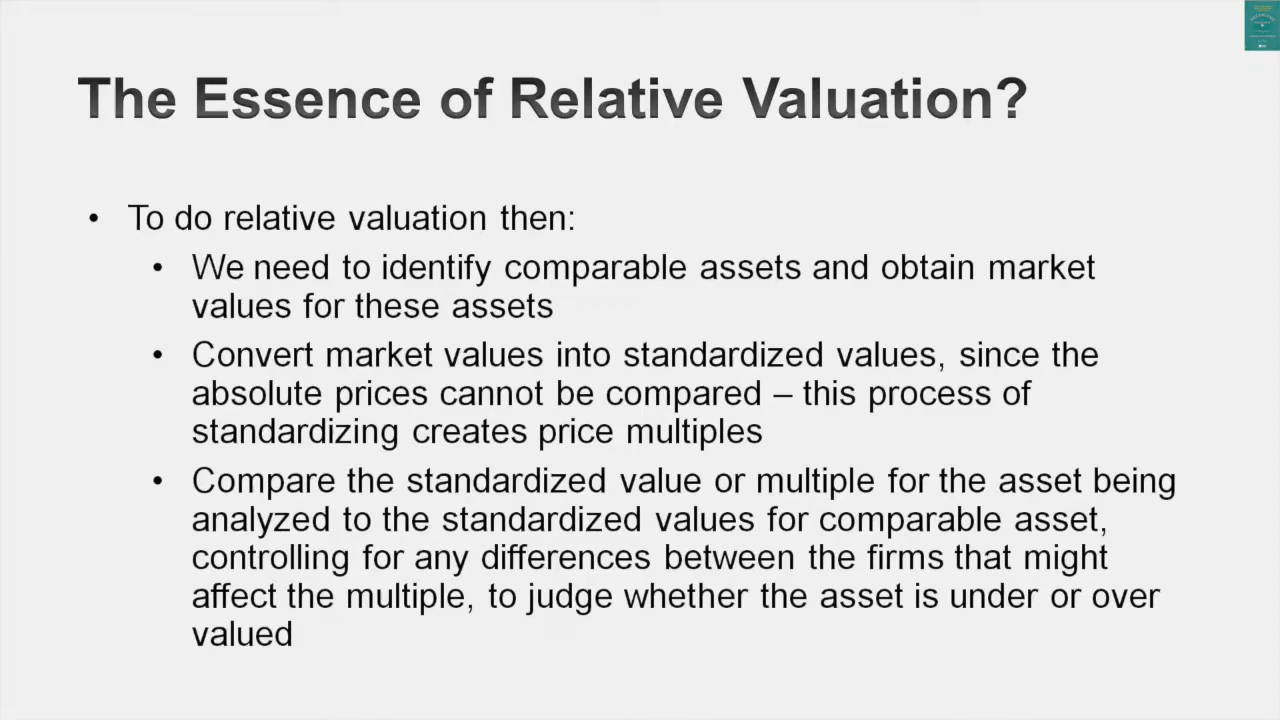 The Essence of Relative Valuation?
• To do relative valuation then:
• We need to identify comparable assets and obtain market
values for these assets
• Convert market values into standardized values, since the
absolute prices cannot be compared – this process of
standardizing creates price multiples
• Compare the standardized value or multiple for the asset being
analyzed to the standardized values for comparable asset,
controlling for any differences between the firms that might
affect the multiple, to judge whether the asset is under or over
valued